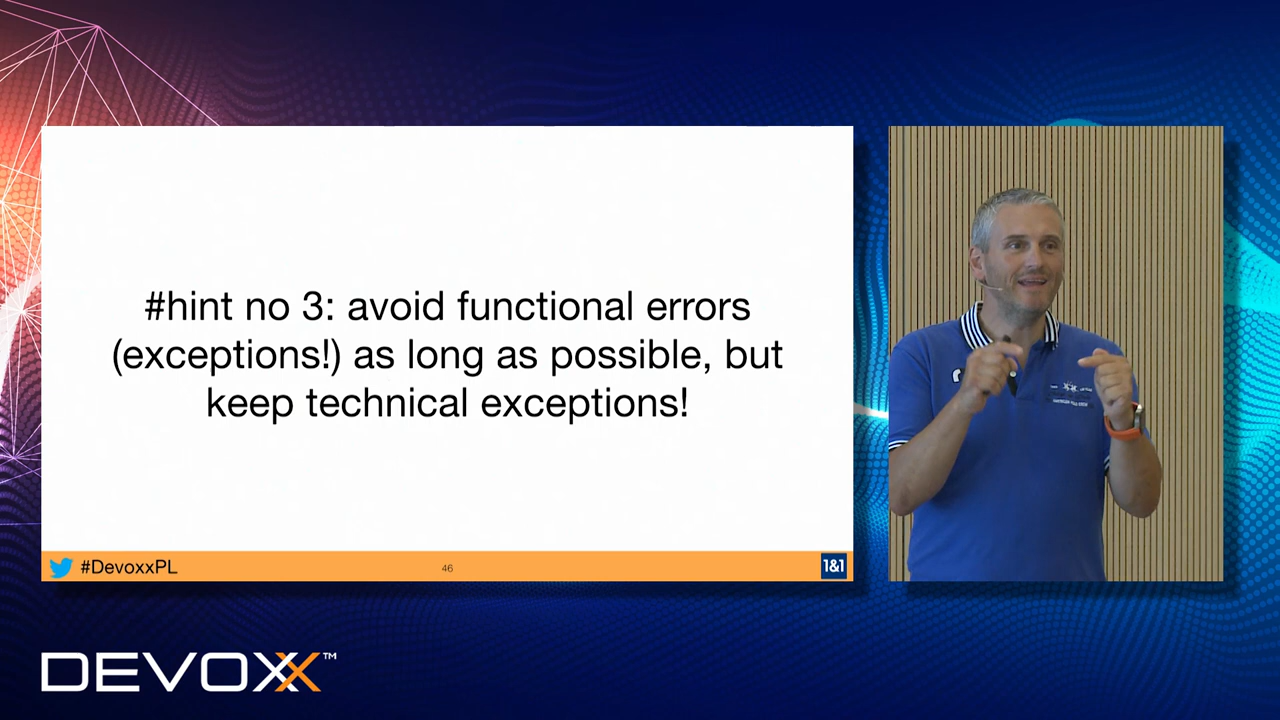 #hint no 3: avoid functional errors
(exceptions!) as long as possible, but
keep technical exceptions!
#DevoxxPL
46
1&1
DEVOXX™